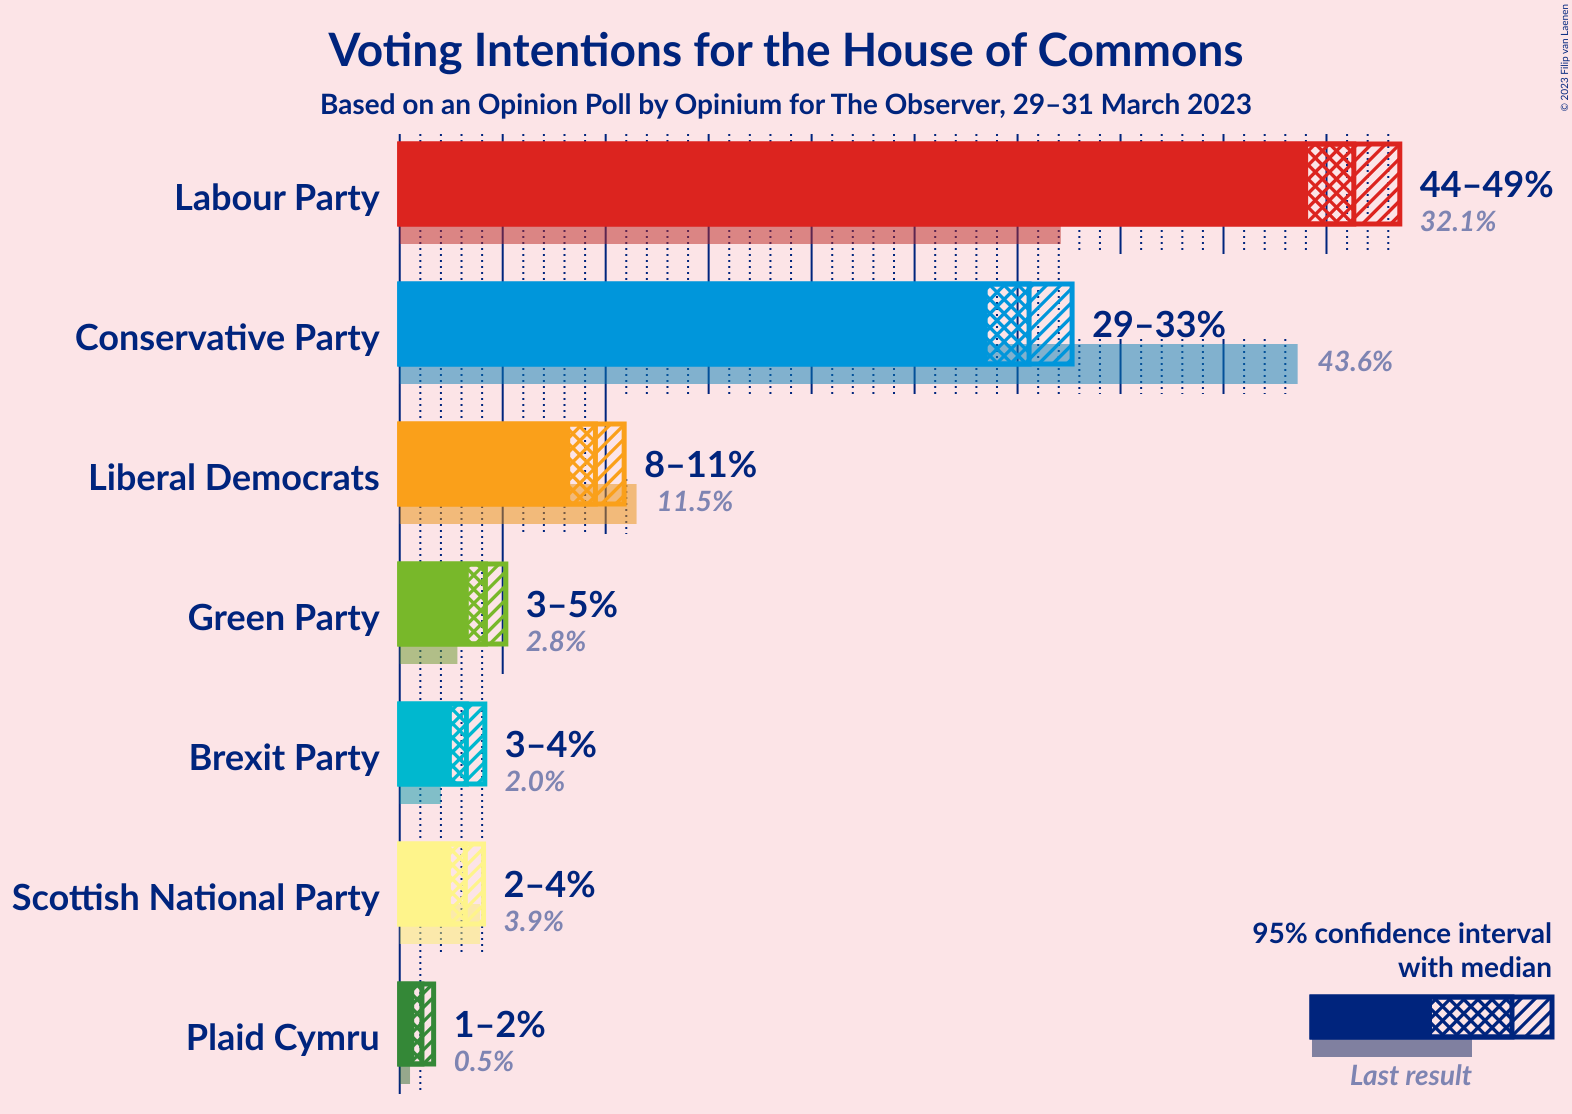 Voting Intentions for the House of Commons
Based on an Opinion Poll by Opinium for The Observer, 29–31 March 2023
© 2023 Filip van Laenen
Labour Party
44–49%
32.1%
Conservative Party
29–33%
43.6%
Liberal Democrats
8–11%
11.5%
Green Party
3–5%
2.8%
Brexit Party
3–4%
2.0%
Scottish National Party
2–4%
3.9%
Plaid Cymru
1–2%
0.5%
95% confidence interval
with median
Last result